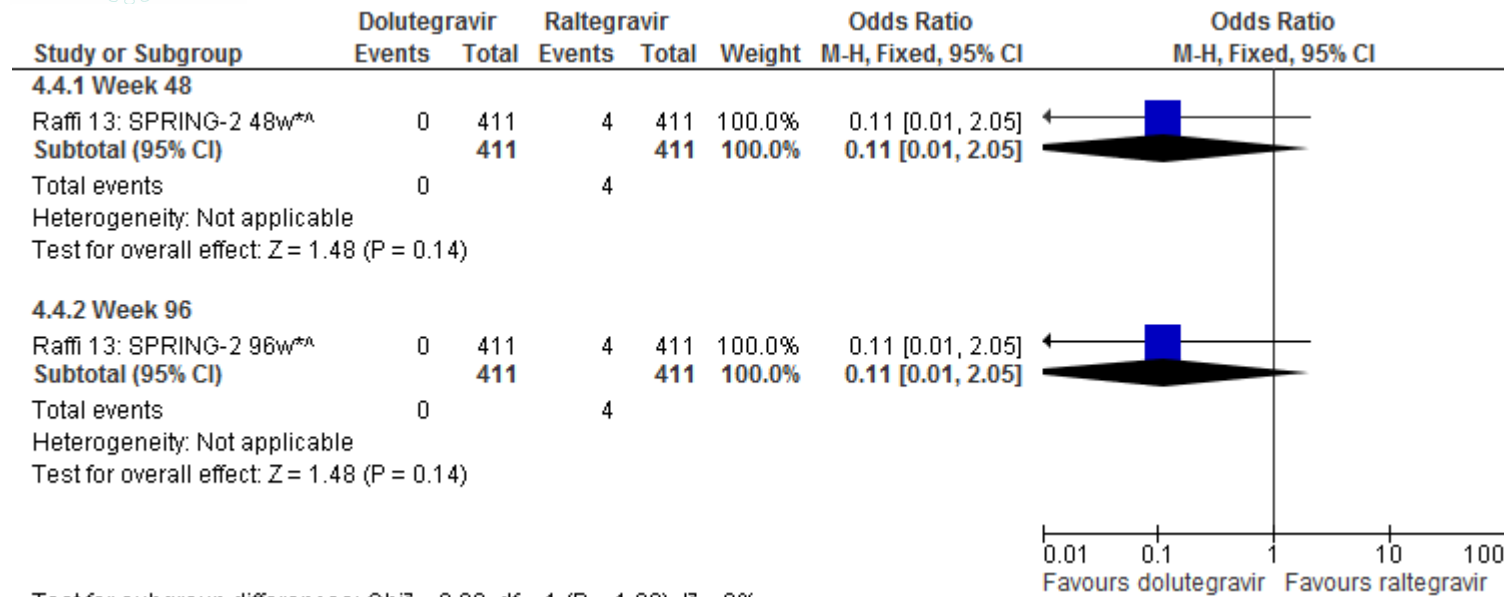 Dolutegravir Raltegravir Odds Ratio Odds Ratio
Study or Subgroup Events Total Events Total Weight M-H, Fixed, 95% CI M-H, Fixed, 95% CI
4.4.1 Week 48
Raffi 13: SPRING-2 48w*^ 0 411 4 411 100.0% 0.11 [0.01, 2.05]
Subtotal (95% CI) 411 411 100.0% 0.11 [0.01, 2.05]
Total events 0 4
Heterogeneity: Not applicable
Test for overall effect: Z = 1.48 (P = 0.14)
4.4.2 Week 96
Raffi 13: SPRING-2 96w*^ 0 411 4 411 100.0% 0.11 [0.01, 2.05]
Subtotal (95% CI) 411 411 100.0% 0.11 [0.01, 2.05]
Total events 0 4
Heterogeneity: Not applicable
Test for overall effect: Z = 1.48 (P = 0.14)
0.01 0.1 1 10 100
Favours dolutegravir Favours raltegravir